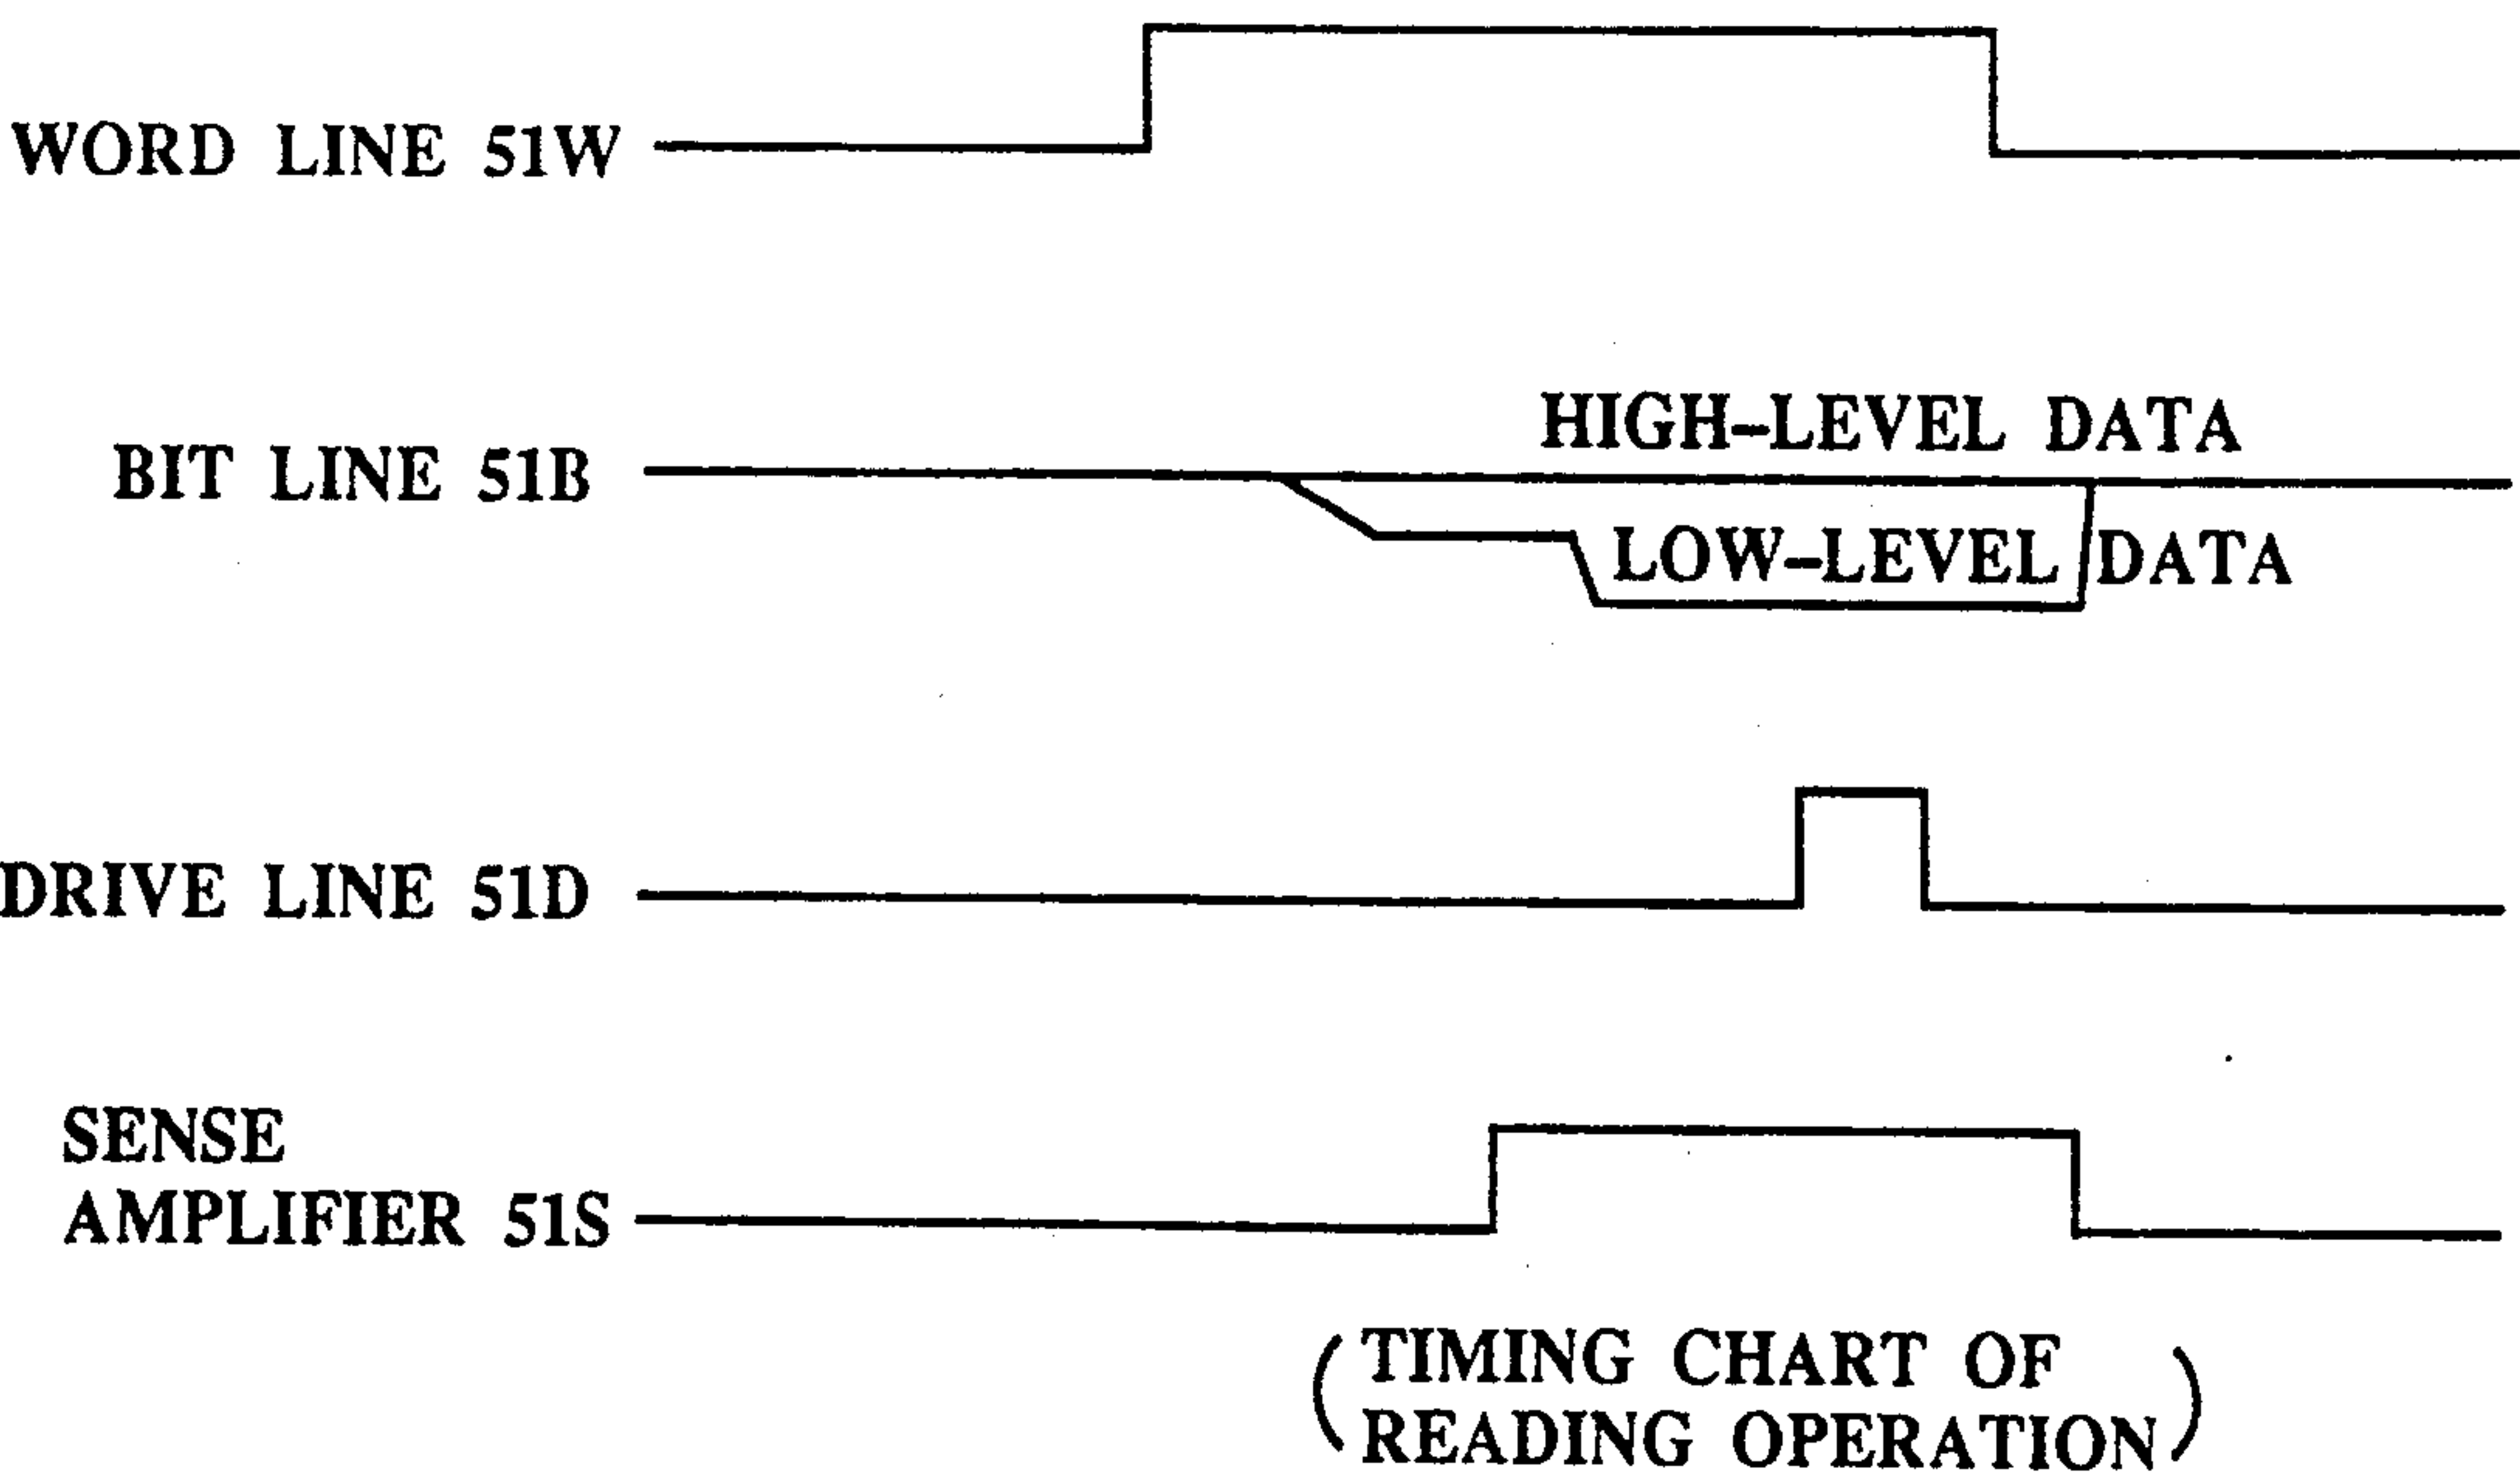 WORD LINE 51W
HIGH-LEVEL DATA
BIT LINE 51B
LOW-LEVEL DATA
DRIVE LINE 51D
SENSE
AMPLIFIER 51S
(TIMING CHART OF
READING OPERATION)